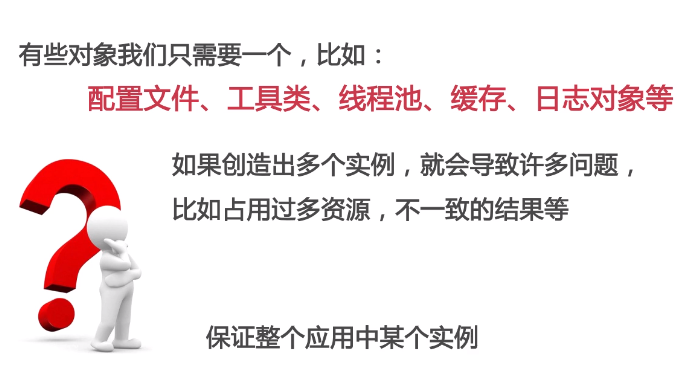 有些对象我们只需要一个，比如：
配置文件、工具类、线程池、缓存、日志对象等
如果创造出多个实例，就会导致许多问题，
比如占用过多资源，不一致的结果等
保证整个应用中某个实例